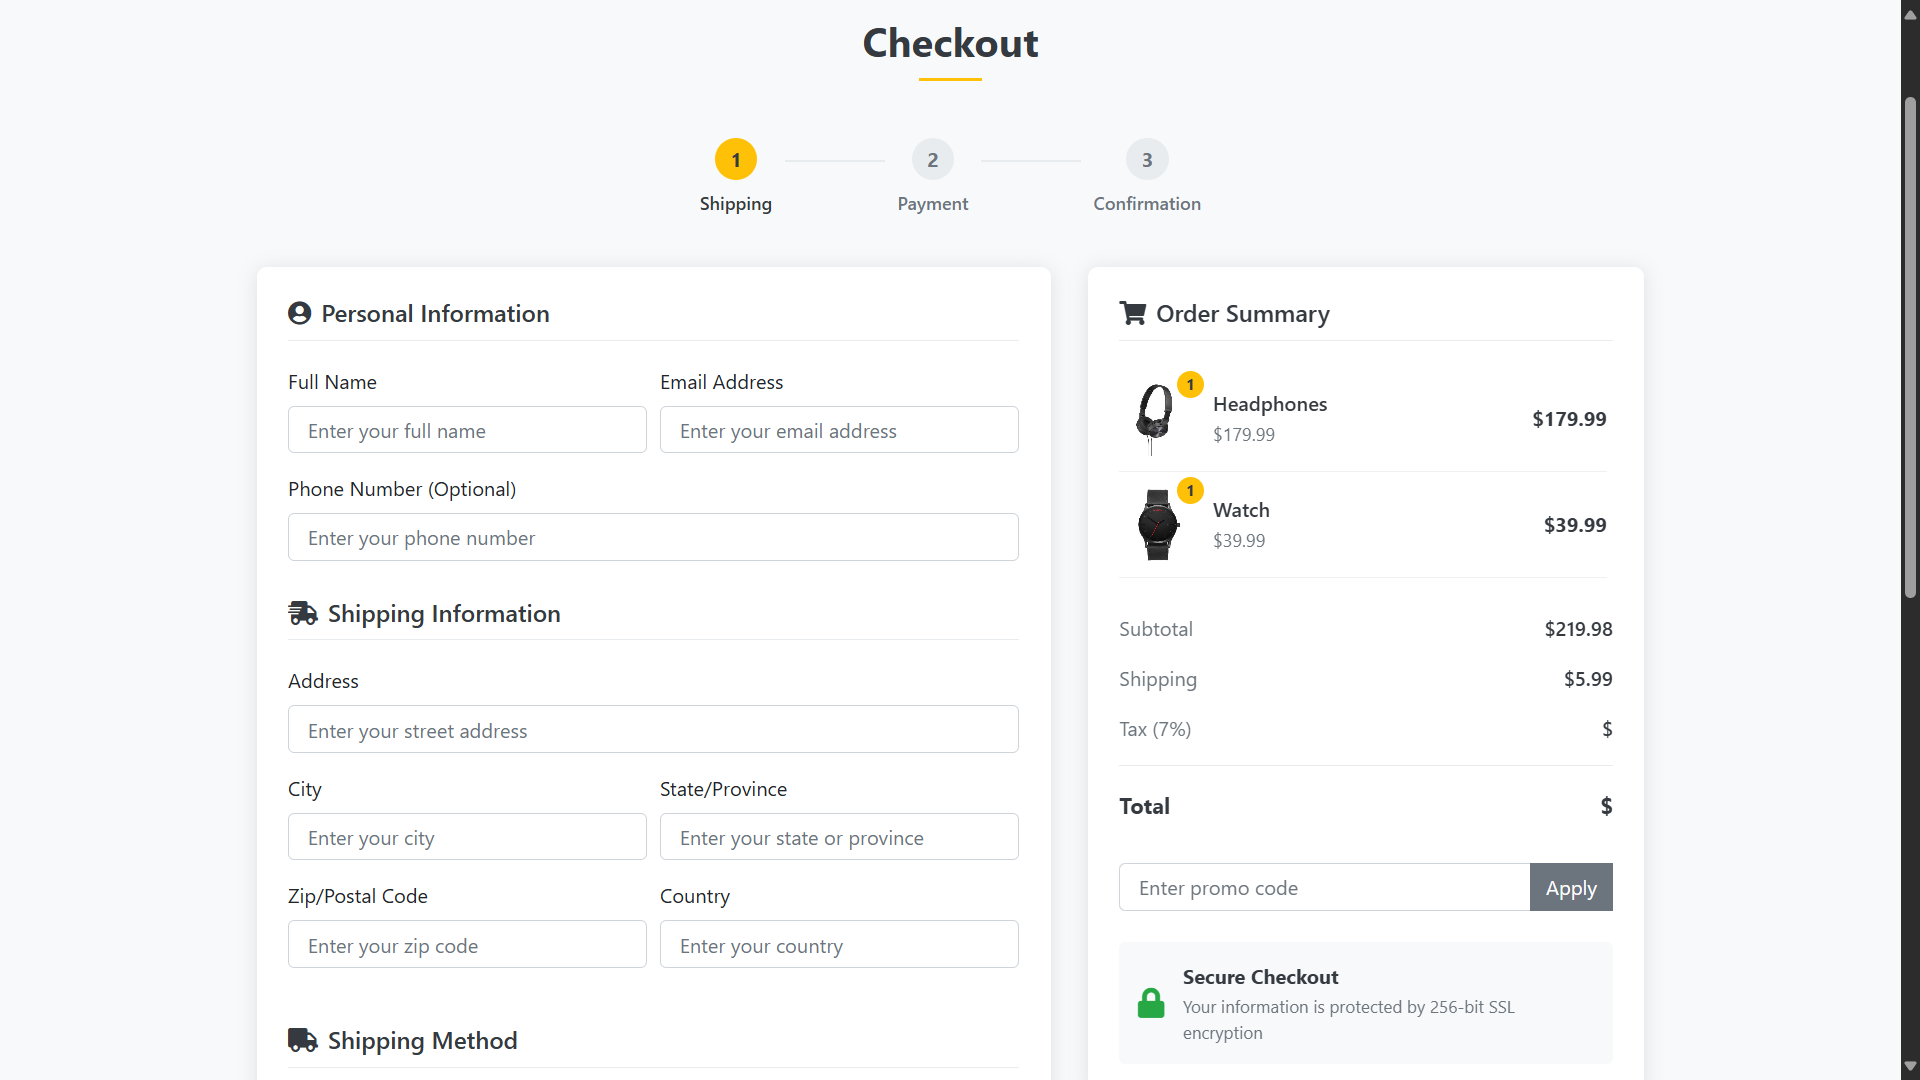 Checkout
1
2
3
Shipping
Payment
Confirmation
Personal Information
Full Name
Email Address
Enter your full name
Enter your email address
Phone Number (Optional)
Enter your phone number
Shipping Information
Address
Enter your street address
City
State/Province
Enter your city
Enter your state or province
Zip/Postal Code
Country
Enter your zip code
Enter your country
Shipping Method
Order Summary
1
Headphones
$179.99
$179.99
1
Watch
$39.99
$39.99
Subtotal
$219.98
Shipping
$5.99
Tax (7%)
$
Total
$
Enter promo code
Apply
Secure Checkout
Your information is protected by 256-bit SSL
encryption